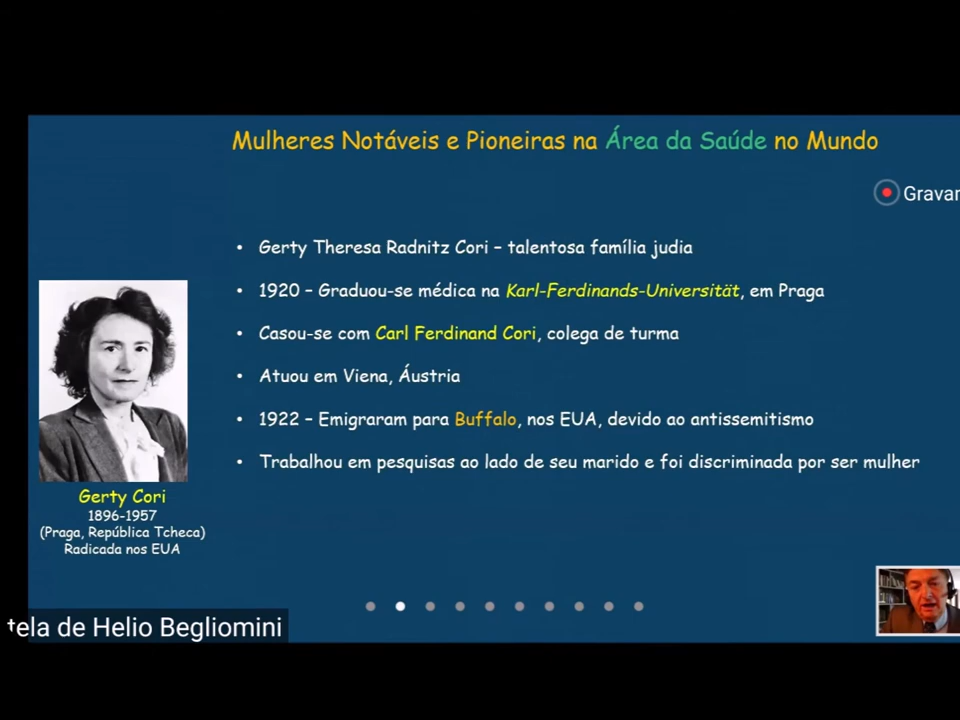 Mulheres Notáveis e Pioneiras na Área da Saúde no Mundo
Gravar
• Gerty Theresa Radnitz Cori – talentosa família judia
• 1920 – Graduou-se médica na Karl-Ferdinands-Universität, em Praga
• Casou-se com Carl Ferdinand Cori, colega de turma
• Atuou em Viena, Áustria
• 1922 – Emigraram para Buffalo, nos EUA, devido ao antissemitismo
• Trabalhou em pesquisas ao lado de seu marido e foi discriminada por ser mulher
Gerty Cori
1896-1957
(Praga, República Tcheca)
Radicada nos EUA
tela de Helio Begliomini